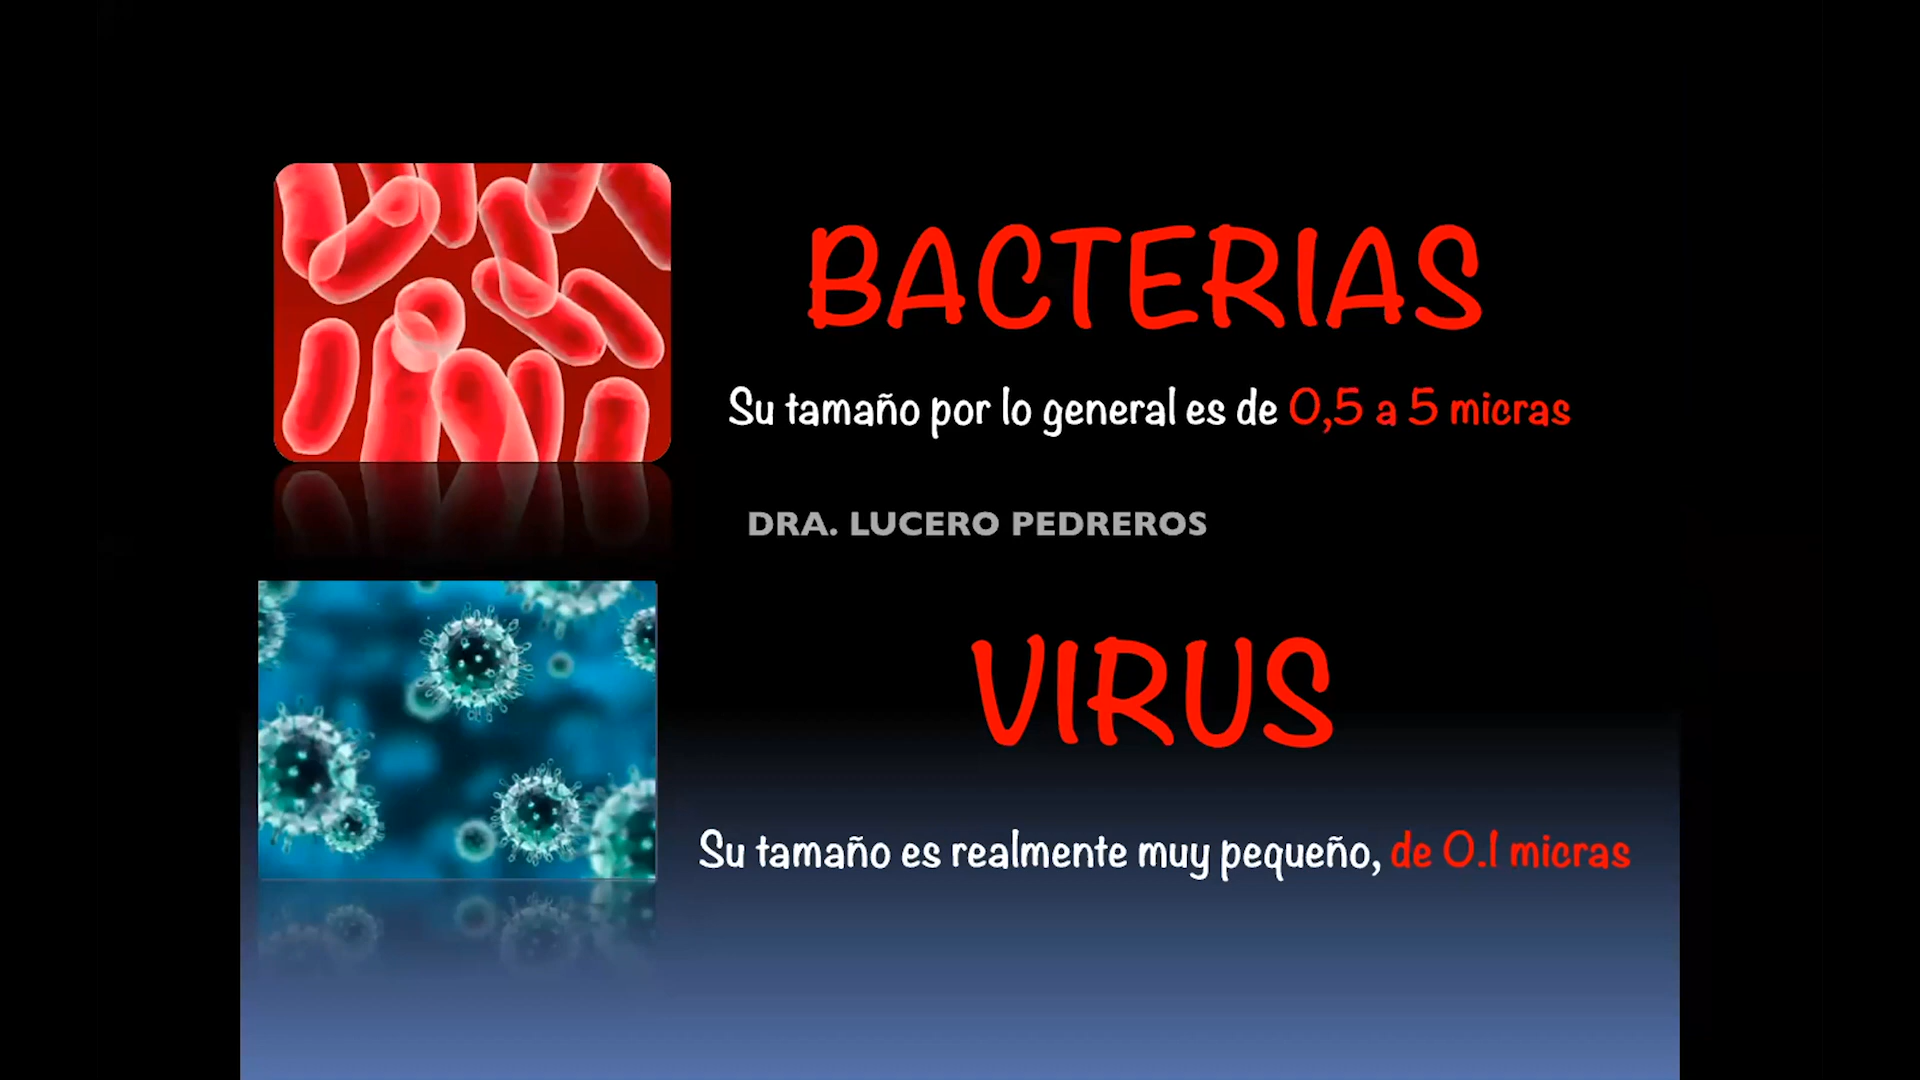 BACTERIAS
Su tamaño por lo general es de 0,5 a 5 micras
DRA. LUCERO PEDREROS
VIRUS
Su tamaño es realmente muy pequeño, de 0.1 micras